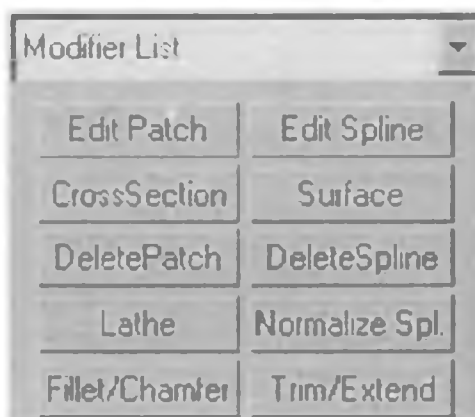 Modifier List
Edit Patch Edit Spline
CrossSection Surface
DeletePatch DeleteSpline
Lathe Normalize Spl.
Fillet/Chamfer Trim/Extend